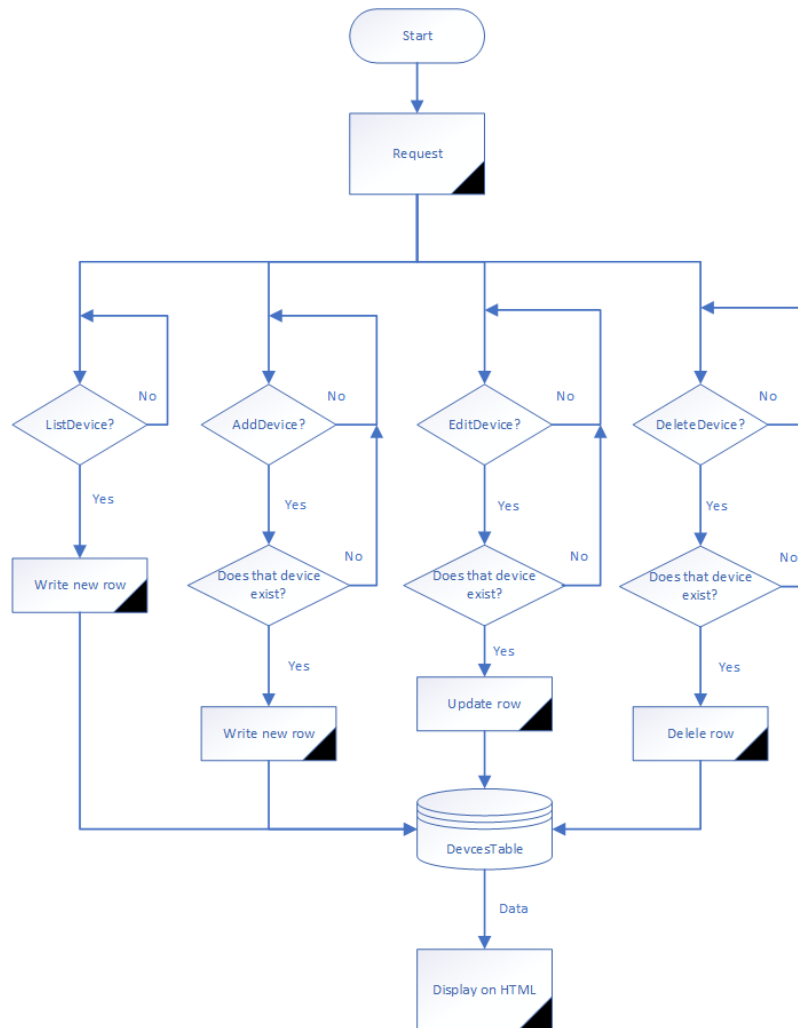 Start
Request
No
No
No
No
ListDevice?
AddDevice?
EditDevice?
DeleteDevice?
Yes
Yes
Yes
Yes
No
No
No
Write new row
Does that device
exist?
Does that device
exist?
Does that device
exist?
Yes
Yes
Yes
Write new row
Update row
Delele row
DevcesTable
Data
Display on HTML